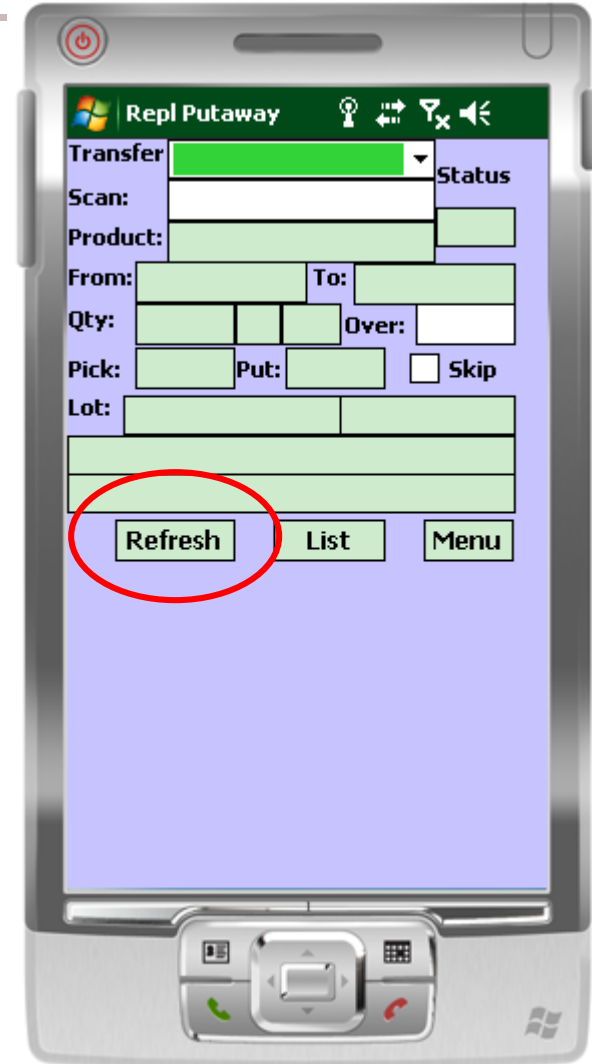 Repl Putaway
Transfer
Status
Scan:
Product:
From: To:
Qty: Over:
Pick: Put: Skip
Lot:
Refresh List Menu